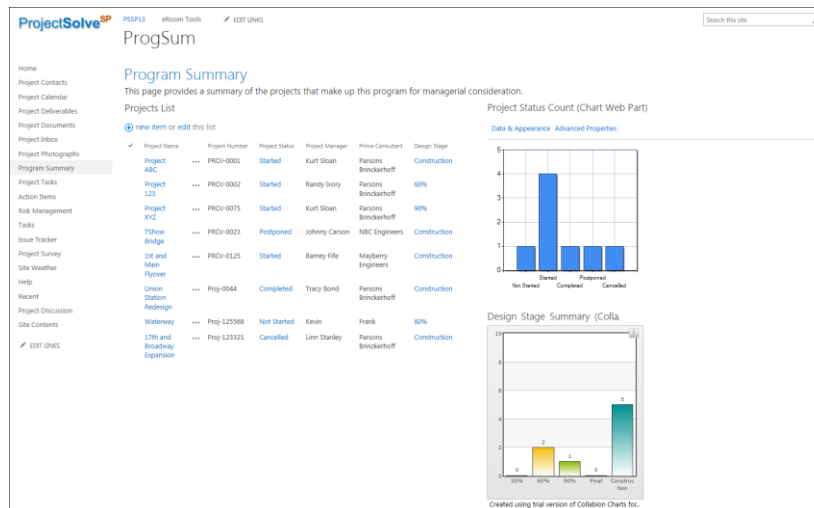 ProjectSolveSP
PSSP13 eRoom Tools EDIT LINKS
Search this site
ProgSum
Home
Project Contacts
Project Calendar
Project Deliverables
Project Documents
Project Inbox
Project Photographs
Program Summary
Project Tasks
Action Items
Risk Management
Tasks
Issue Tracker
Project Survey
Site Weather
Help
Recent
Project Discussion
Site Contents
EDIT LINKS
Program Summary
This page provides a summary of the projects that make up this program for managerial consideration.
Projects List
new item or edit this list
Project Name Project Number Project Status Project Manager Prime Consultant Design Stage
Project ... PROJ-0001 Started Kurt Sloan Parsons Construction
ABC Brinckerhoff
Project ... PROJ-0002 Started Randy Ivory Parsons 60%
123 Brinckerhoff
Project ... PROJ-0075 Started Kurt Sloan Parsons 90%
XYZ Brinckerhoff
TShow ... PROJ-0023 Postponed Johnny Carson NBC Engineers Construction
Bridge
1st and ... PROJ-0125 Started Barney Fife Mayberry Construction
Main Engineers
Flyover
Union ... Proj-0044 Completed Tracy Bond Parsons Construction
Station Brinckerhoff
Redesign
Waterway ... Proj-125568 Not Started Kevin Frank 60%
17th and ... Proj-123321 Cancelled Linn Stanley Parsons Construction
Broadway Brinckerhoff
Expansion
Project Status Count (Chart Web Part)
Data & Appearance Advanced Properties
5
4
3
2
1
0
Started Postponed
Not Started Completed Cancelled
Design Stage Summary (Colla
10
8
6
4
2
0
0 2 1 0 5
30% 60% 90% Final Construc
tion
Created using trial version of Collabion Charts for..